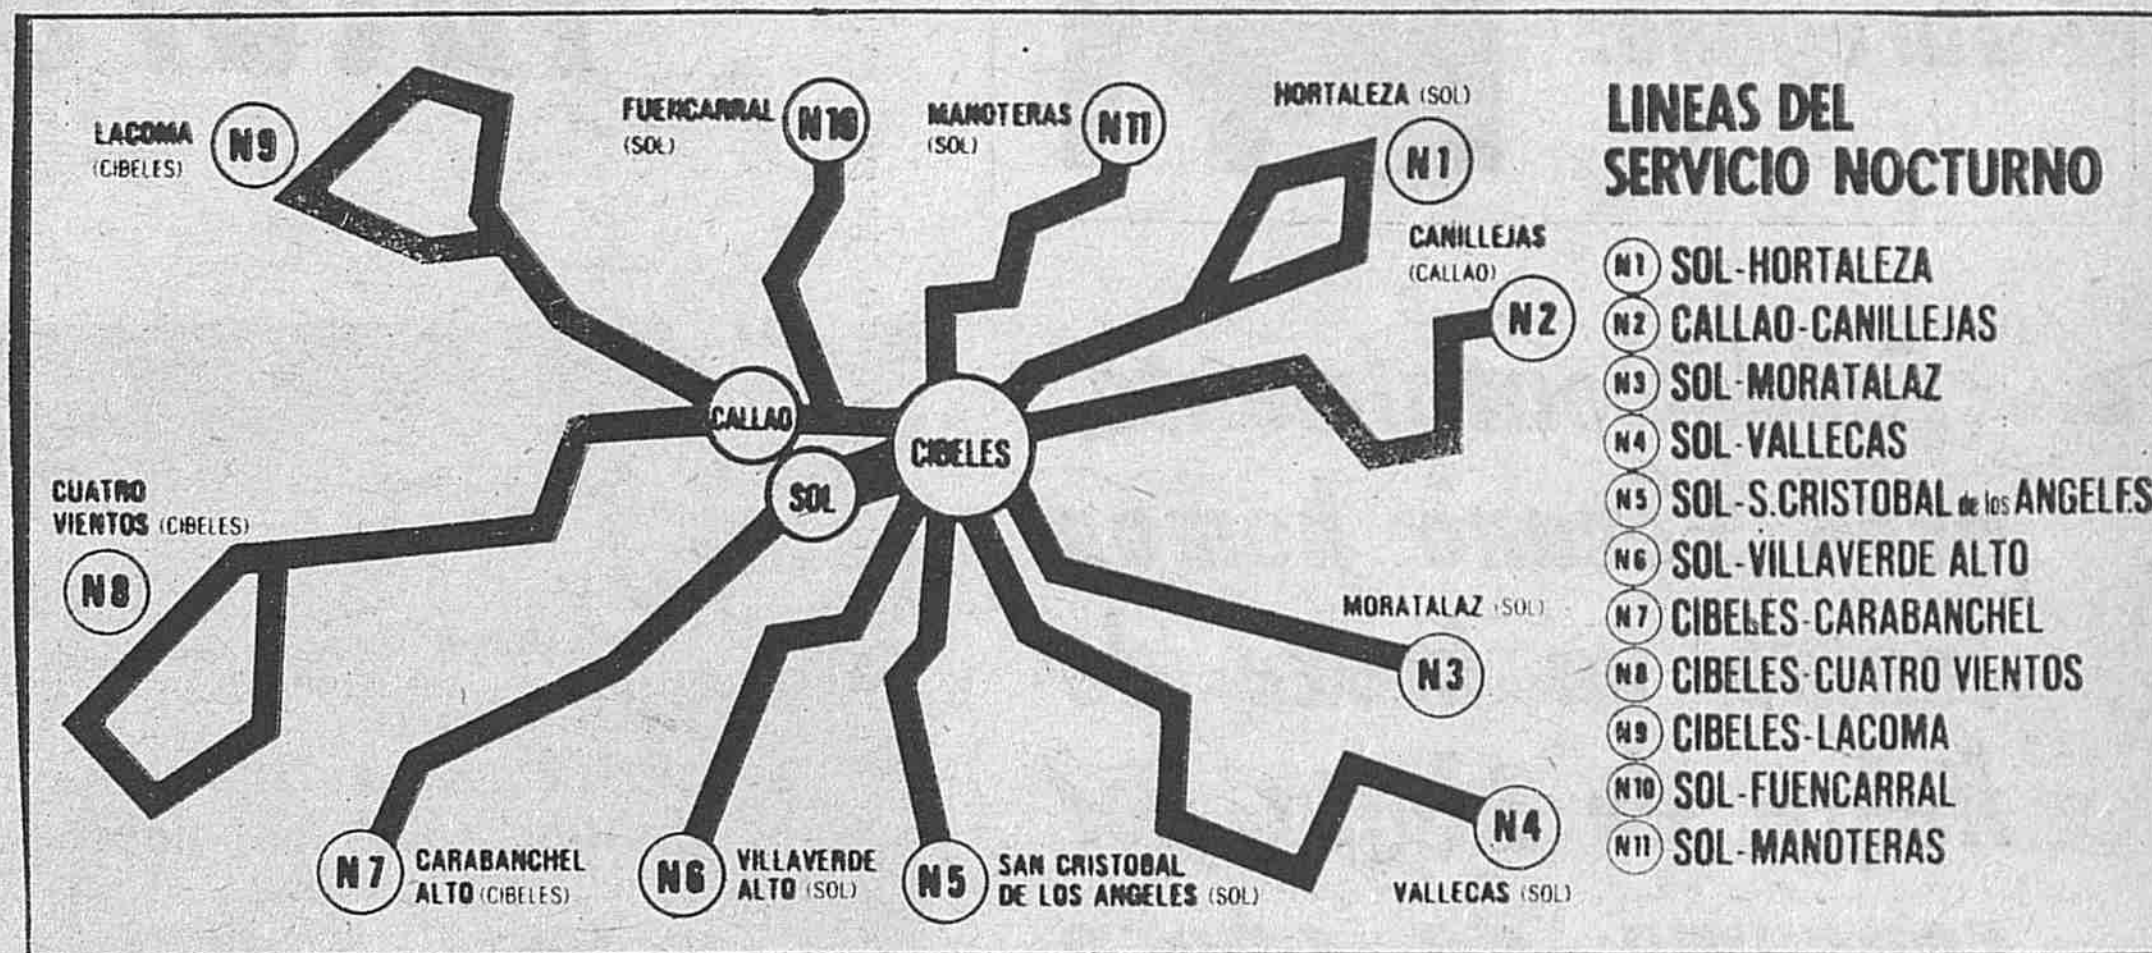 LACOMA
(CIBELES)
N9
FUENCARRAL
(SOL)
N10
MANOTERAS
(SOL)
N11
HORTALEZA (SOL)
N1
CANILLEJAS
(CALLAO)
N2
CALLAO
SOL
CIBELES
CUATRO
VIENTOS (CIBELES)
N8
MORATALAZ (SOL)
N3
N7
CARABANCHEL
ALTO (CIBELES)
N6
VILLAVERDE
ALTO (SOL)
N5
SAN CRISTOBAL
DE LOS ANGELES (SOL)
N4
VALLECAS (SOL)
LINEAS DEL
SERVICIO NOCTURNO
N1 SOL-HORTALEZA
N2 CALLAO-CANILLEJAS
N3 SOL-MORATALAZ
N4 SOL-VALLECAS
N5 SOL-S.CRISTOBAL de los ANGELES
N6 SOL-VILLAVERDE ALTO
N7 CIBELES-CARABANCHEL
N8 CIBELES-CUATRO VIENTOS
N9 CIBELES-LACOMA
N10 SOL-FUENCARRAL
N11 SOL-MANOTERAS